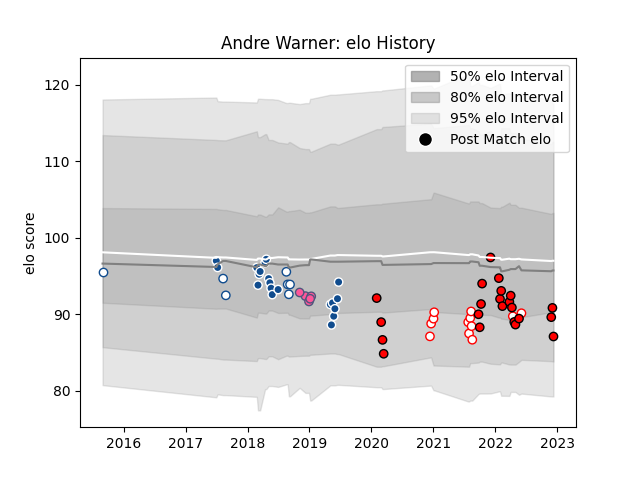 Andre Warner: elo History
120
110
100
90
80
elo score
50% elo Interval
80% elo Interval
95% elo Interval
Post Match elo
2016
2017
2018
2019
2020
2021
2022
2023